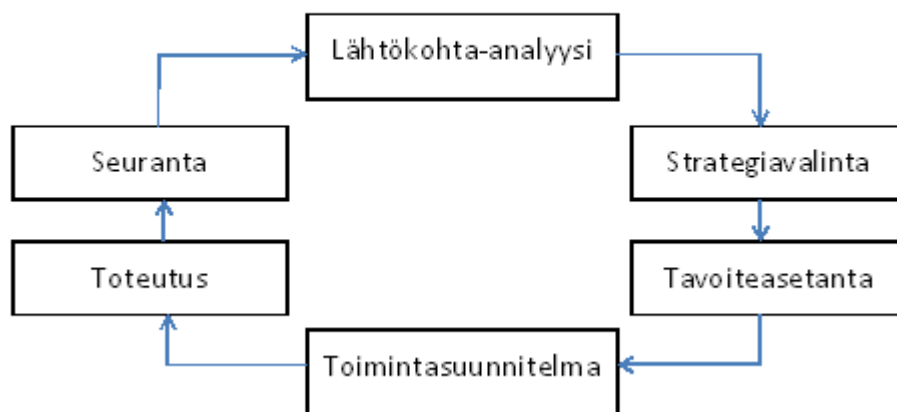 Lähtökohta-analyysi
Seuranta
Strategiavalinta
Toteutus
Tavoiteasetanta
Toimintasuunnitelma